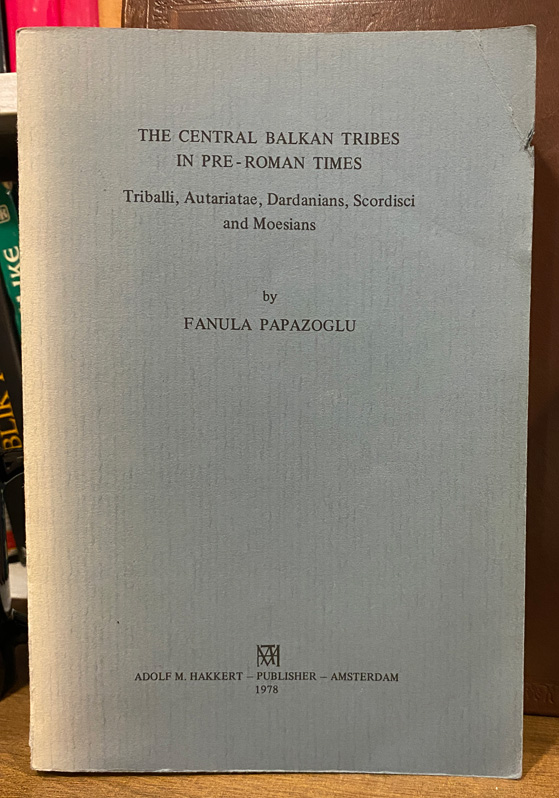 THE CENTRAL BALKAN TRIBES
IN PRE-ROMAN TIMES
Triballi, Autariatae, Dardanians, Scordisci
and Moesians
by
FANULA PAPAZOGLU
ADOLF M. HAKKERT – PUBLISHER – AMSTERDAM
1978